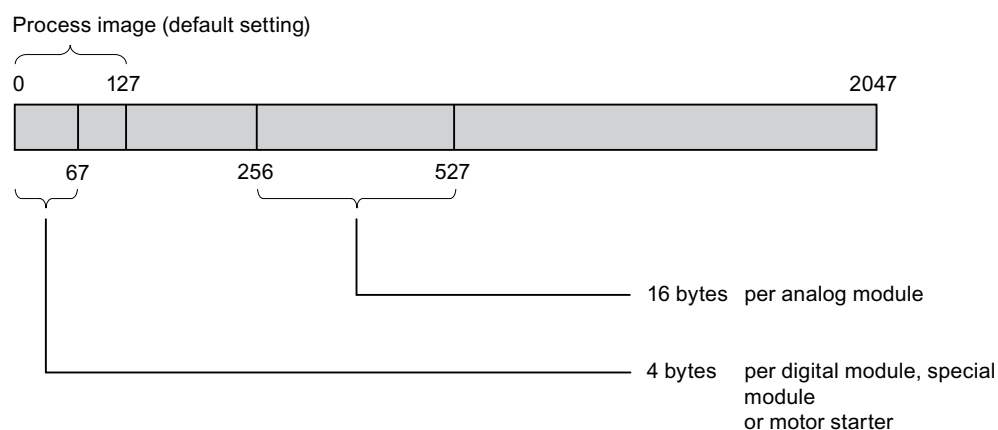 Process image (default setting)
0 127 2047
67 256 527
16 bytes per analog module
4 bytes per digital module, special
module
or motor starter